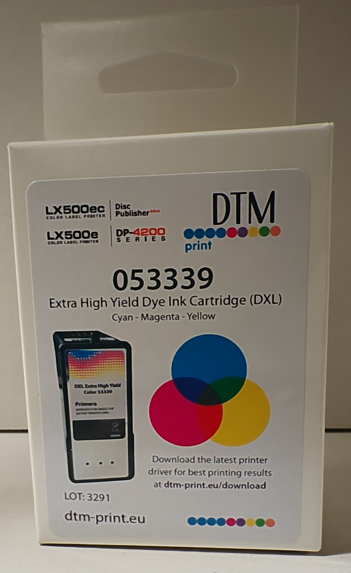 LX500ec
COLOR LABEL PRINTER
Disc
Publisher
LX500e
COLOR LABEL PRINTER
DP-4200
SERIES
DTM
print
053339
Extra High Yield Dye Ink Cartridge (DXL)
Cyan - Magenta - Yellow
DXL Extra High Yield
Color 53339
Primera
Download the latest printer
driver for best printing results
at dtm-print.eu/download
LOT: 3291
dtm-print.eu